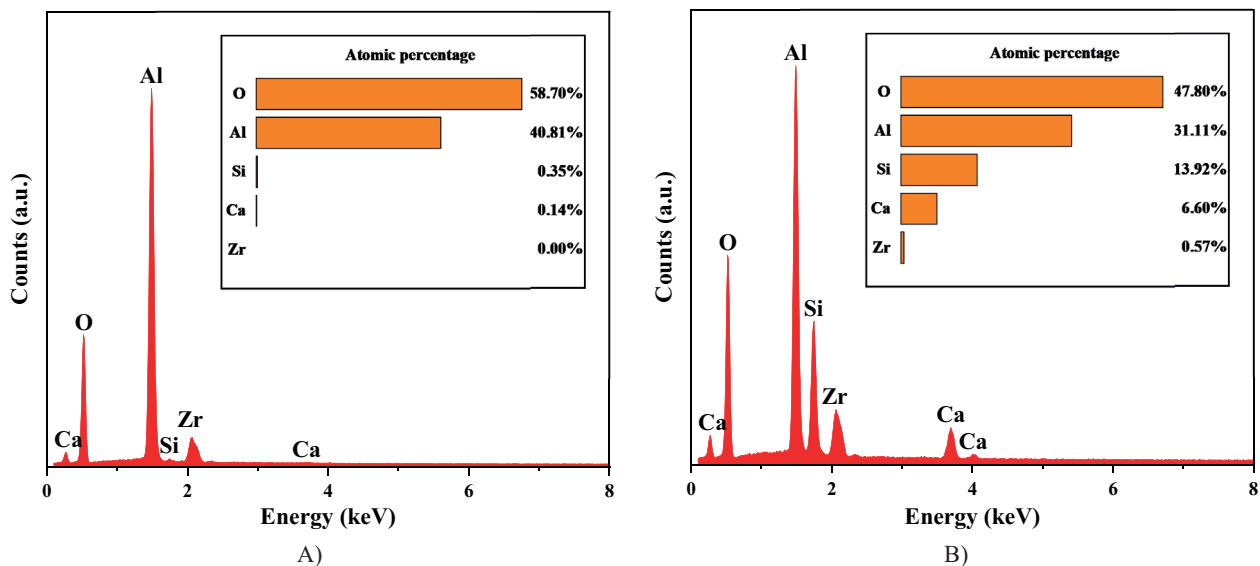 Atomic percentage
O 58.70%
Al 40.81%
Si 0.35%
Ca 0.14%
Zr 0.00%
Al
O
Ca
Si
Zr
Ca
Counts (a.u.)
0 2 4 6 8
Energy (keV)
A)
Atomic percentage
O 47.80%
Al 31.11%
Si 13.92%
Ca 6.60%
Zr 0.57%
Al
O
Si
Ca
Zr
Ca
Ca
Counts (a.u.)
0 2 4 6 8
Energy (keV)
B)